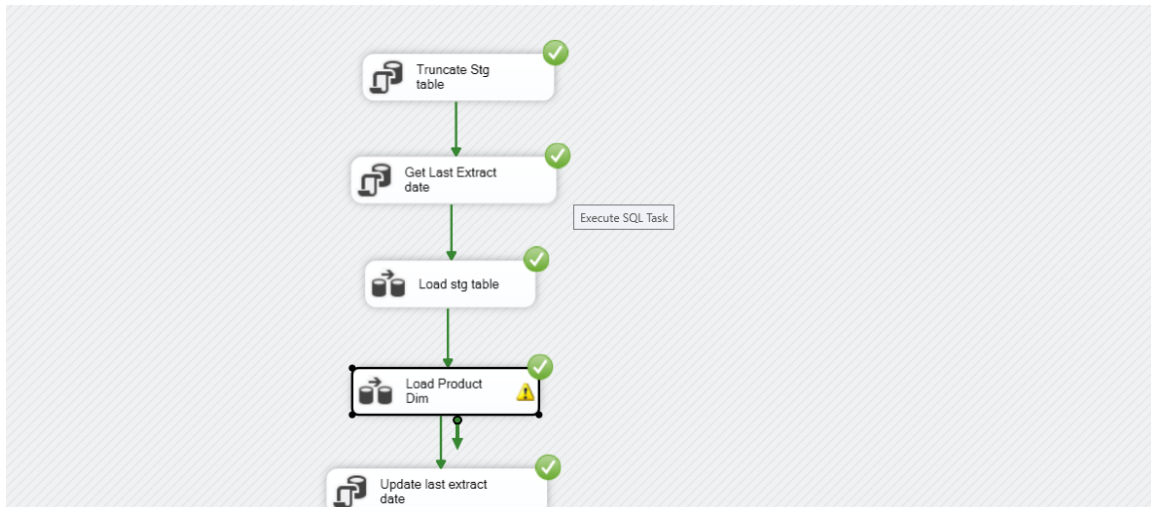 Truncate Stg
table
Get Last Extract
date
Execute SQL Task
Load stg table
Load Product
Dim
Update last extract
date